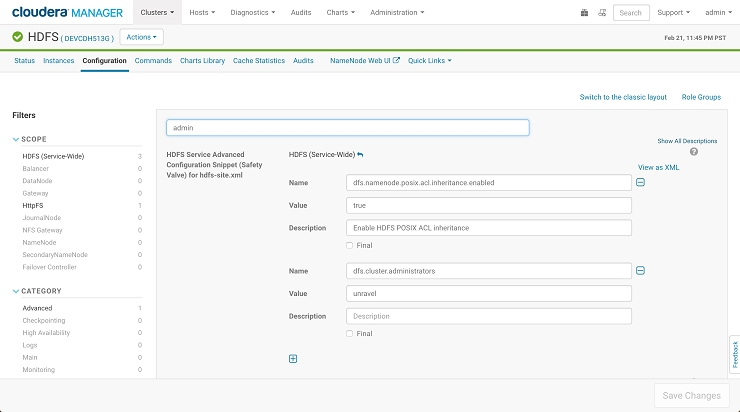 cloudera MANAGER Clusters Hosts Diagnostics Audits Charts Administration Search Support admin
HDFS ( DEVCDH513G ) Actions Feb 21, 11:45 PM PST
Status Instances Configuration Commands Charts Library Cache Statistics Audits NameNode Web UI Quick Links
Switch to the classic layout Role Groups
Filters
admin
SCOPE
Show All Descriptions
HDFS (Service-Wide) 3
Balancer 0
DataNode 0
Gateway 0
HttpFS 1
JournalNode 0
NFS Gateway 0
NameNode 0
SecondaryNameNode 0
Failover Controller 0
CATEGORY
Advanced 1
Checkpointing 0
High Availability 0
Logs 0
Main 0
Monitoring 0
HDFS Service Advanced
Configuration Snippet (Safety
Valve) for hdfs-site.xml
HDFS (Service-Wide)
View as XML
Name dfs.namenode.posix.acl.inheritance.enabled
Value true
Description Enable HDFS POSIX ACL inheritance
Final
Name dfs.cluster.administrators
Value unravel
Description Description
Final
Feedback
Save Changes